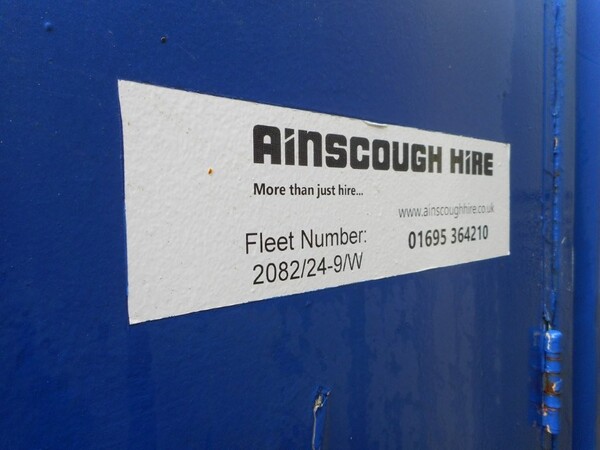 AINSCOUGH HIRE
More than just hire...
www.ainscoughhire.co.uk
Fleet Number:
01695 364210
2082/24-9/W